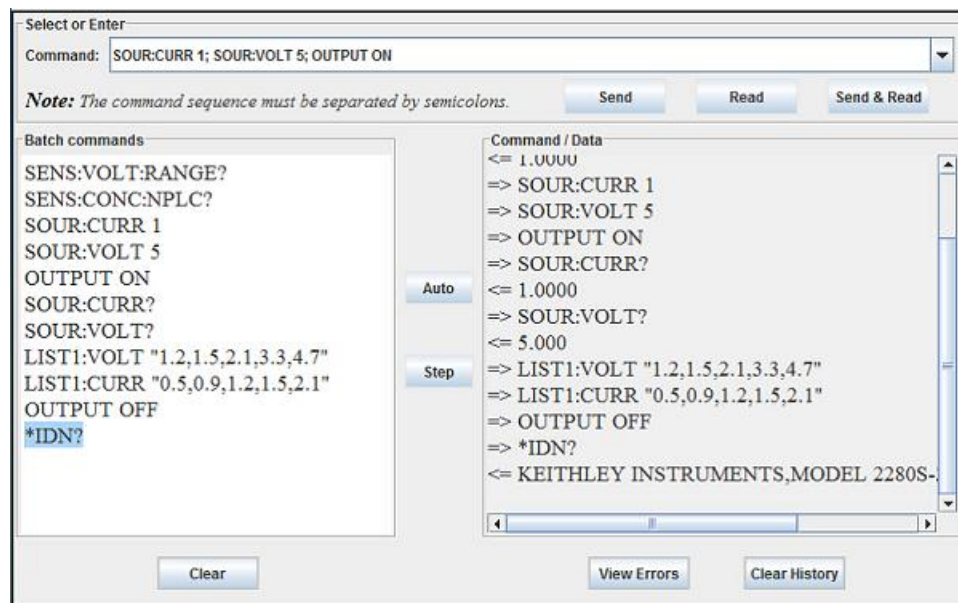 Select or Enter
Command: SOUR:CURR 1; SOUR:VOLT 5; OUTPUT ON
Note: The command sequence must be separated by semicolons.
Send
Read
Send & Read
Batch commands
SENS:VOLT:RANGE?
SENS:CONC:NPLC?
SOUR:CURR 1
SOUR:VOLT 5
OUTPUT ON
SOUR:CURR?
SOUR:VOLT?
LIST1:VOLT "1.2,1.5,2.1,3.3,4.7"
LIST1:CURR "0.5,0.9,1.2,1.5,2.1"
OUTPUT OFF
*IDN?
Auto
Step
Command / Data
<= 1.0000
=> SOUR:CURR 1
=> SOUR:VOLT 5
=> OUTPUT ON
=> SOUR:CURR?
<= 1.0000
=> SOUR:VOLT?
<= 5.000
=> LIST1:VOLT "1.2,1.5,2.1,3.3,4.7"
=> LIST1:CURR "0.5,0.9,1.2,1.5,2.1"
=> OUTPUT OFF
=> *IDN?
<= KEITHLEY INSTRUMENTS,MODEL 2280S-
Clear
View Errors
Clear History